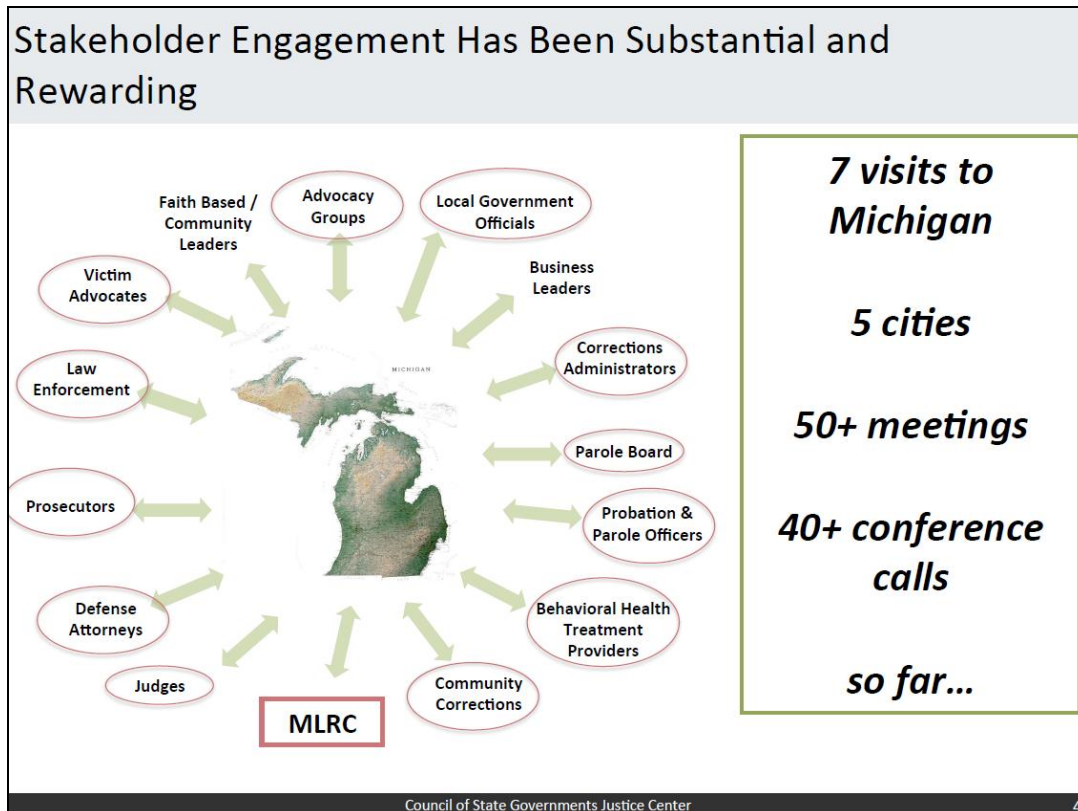 Stakeholder Engagement Has Been Substantial and
Rewarding
Faith Based /
Community
Leaders
Advocacy
Groups
Local Government
Officials
Business
Leaders
Victim
Advocates
Corrections
Administrators
Law
Enforcement
MICHIGAN
Parole Board
Prosecutors
Probation &
Parole Officers
Defense
Attorneys
Behavioral Health
Treatment
Providers
Judges
MLRC
Community
Corrections
7 visits to
Michigan
5 cities
50+ meetings
40+ conference
calls
so far...
Council of State Governments Justice Center
4